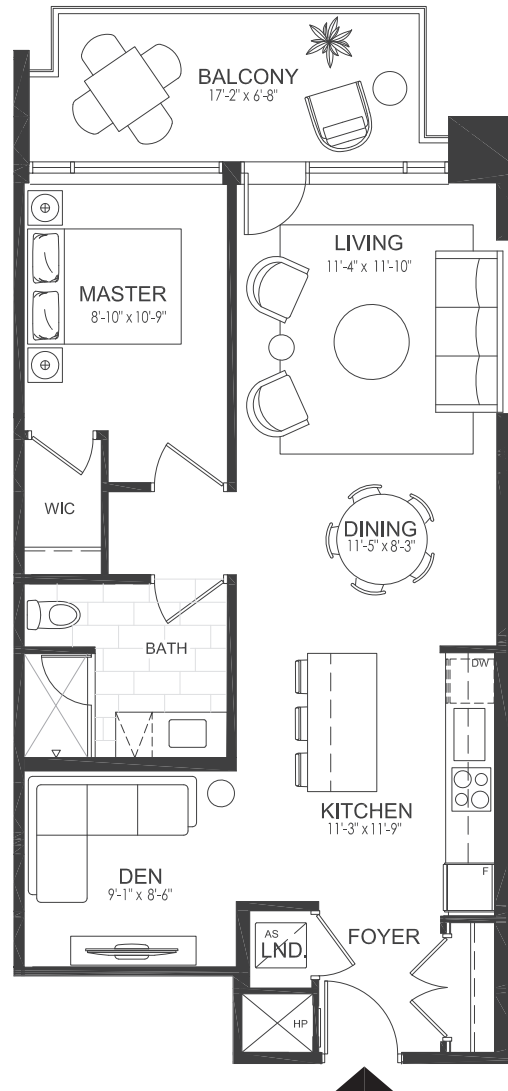 BALCONY
17'-2" x 6'-8"
LIVING
11'-4" x 11'-10"
MASTER
8'-10" x 10'-9"
WIC
DINING
11'-5" x 8'-3"
BATH
DW
KITCHEN
11'-3" x 11'-9"
DEN
9'-1" x 8'-6"
F
AS
LND.
FOYER
HP